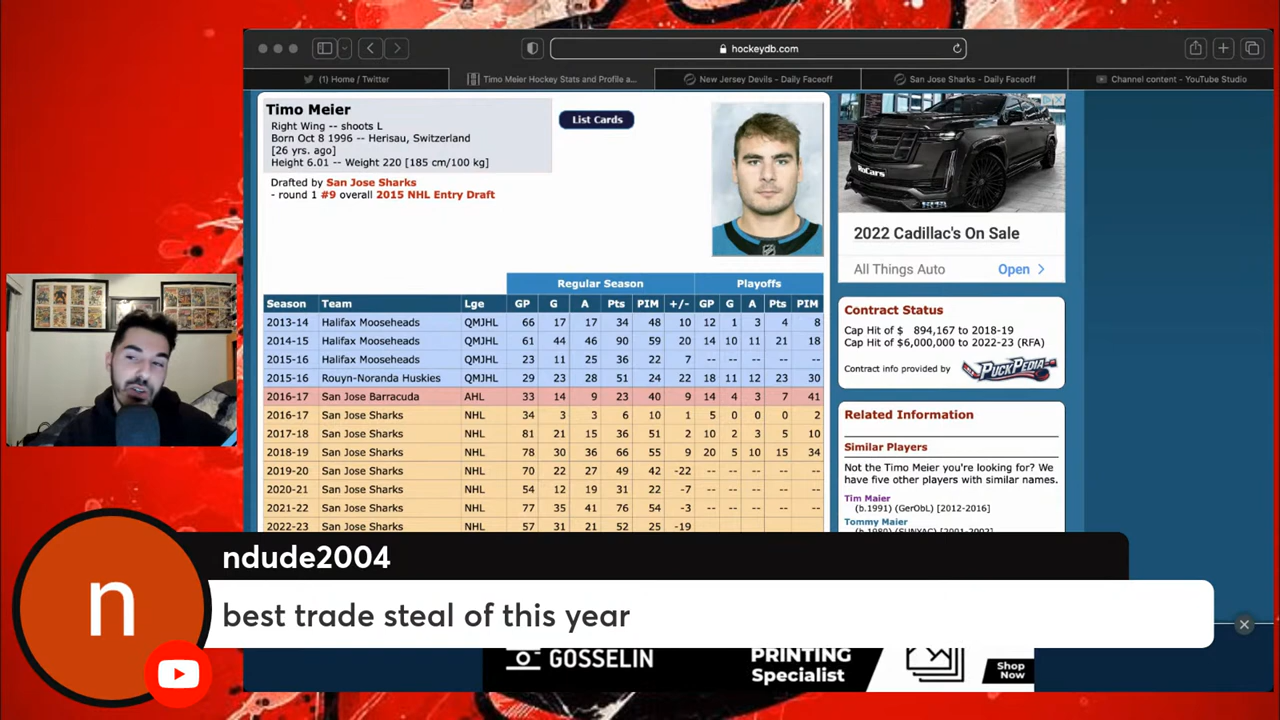 hockeydb.com
(1) Home / Twitter
Timo Meier Hockey Stats and Profile a...
New Jersey Devils - Daily Faceoff
San Jose Sharks - Daily Faceoff
Channel content - YouTube Studio
Timo Meier
Right Wing -- shoots L
Born Oct 8 1996 -- Herisau, Switzerland
[26 yrs. ago]
Height 6.01 -- Weight 220 [185 cm/100 kg]
Drafted by San Jose Sharks
- round 1 #9 overall 2015 NHL Entry Draft
List Cards
RoCars
2022 Cadillac's On Sale
All Things Auto Open
Regular Season Playoffs
Season Team Lge GP G A Pts PIM +/- GP G A Pts PIM
2013-14 Halifax Mooseheads QMJHL 66 17 17 34 48 10 12 1 3 4 8
2014-15 Halifax Mooseheads QMJHL 61 44 46 90 59 20 14 10 11 21 18
2015-16 Halifax Mooseheads QMJHL 23 11 25 36 22 7 -- -- -- -- --
2015-16 Rouyn-Noranda Huskies QMJHL 29 23 28 51 24 22 18 11 12 23 30
2016-17 San Jose Barracuda AHL 33 14 9 23 40 9 14 4 3 7 41
2016-17 San Jose Sharks NHL 34 3 3 6 10 1 5 0 0 0 2
2017-18 San Jose Sharks NHL 81 21 15 36 51 2 10 2 3 5 10
2018-19 San Jose Sharks NHL 78 30 36 66 55 9 20 5 10 15 34
2019-20 San Jose Sharks NHL 70 22 27 49 42 -22 -- -- -- -- --
2020-21 San Jose Sharks NHL 54 12 19 31 22 -7 -- -- -- -- --
2021-22 San Jose Sharks NHL 77 35 41 76 54 -3 -- -- -- -- --
2022-23 San Jose Sharks NHL 57 31 21 52 25 -19
Contract Status
Cap Hit of $ 894,167 to 2018-19
Cap Hit of $6,000,000 to 2022-23 (RFA)
Contract info provided by PUCKPEDIA
Related Information
Similar Players
Not the Timo Meier you're looking for? We
have five other players with similar names.
Tim Maier
(b.1991) (GerObL) [2012-2016]
Tommy Maier
n
ndude2004
best trade steal of this year
GOSSELIN
PRINTING
Specialist
Shop
Now